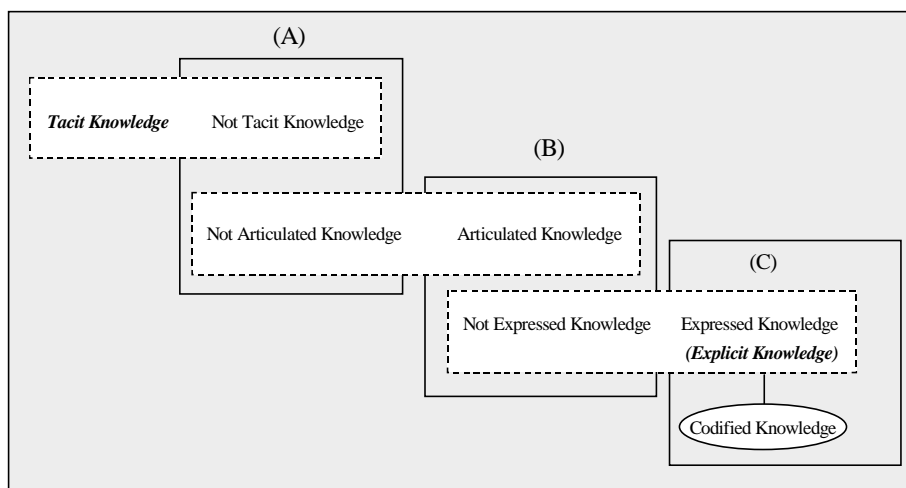 (A)
Tacit Knowledge Not Tacit Knowledge
(B)
Not Articulated Knowledge Articulated Knowledge
(C)
Not Expressed Knowledge Expressed Knowledge
(Explicit Knowledge)
Codified Knowledge